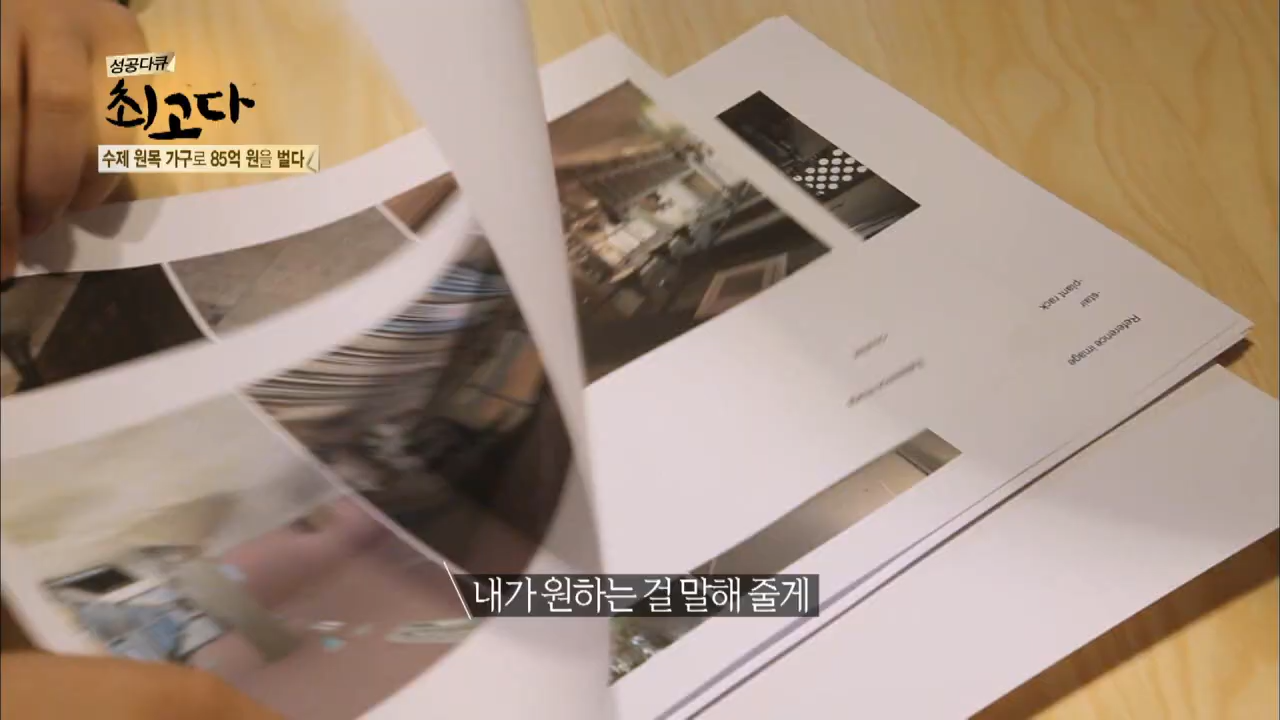 성공다큐
최고다
수제 원목 가구로 85억 원을 벌다
-plant rack
-stair
Reference image
내가 원하는 걸 말해 줄게